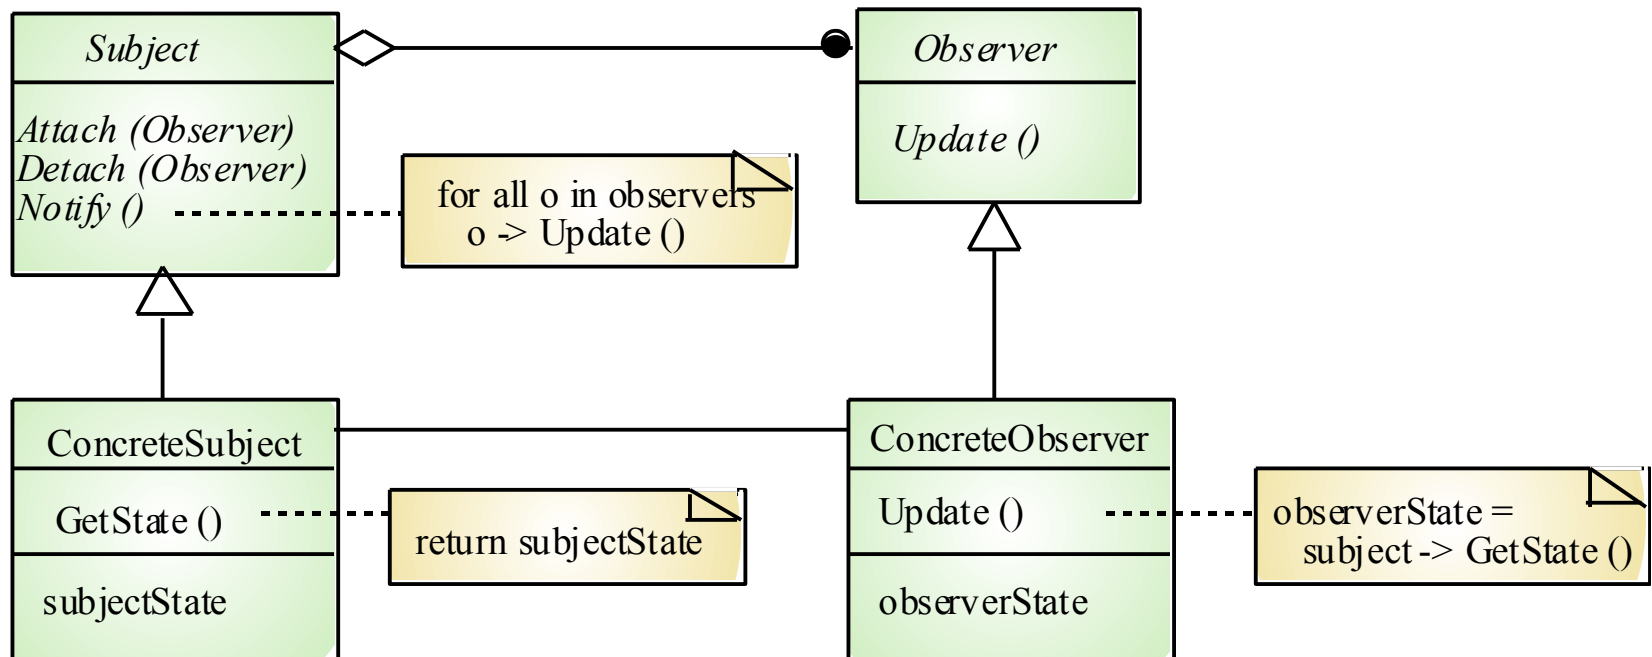 Subject
Attach (Observer)
Detach (Observer)
Notify ()
for all o in observers
o -> Update ()
Observer
Update ()
ConcreteSubject
GetState ()
subjectState
return subjectState
ConcreteObserver
Update ()
observerState
observerState =
subject -> GetState ()